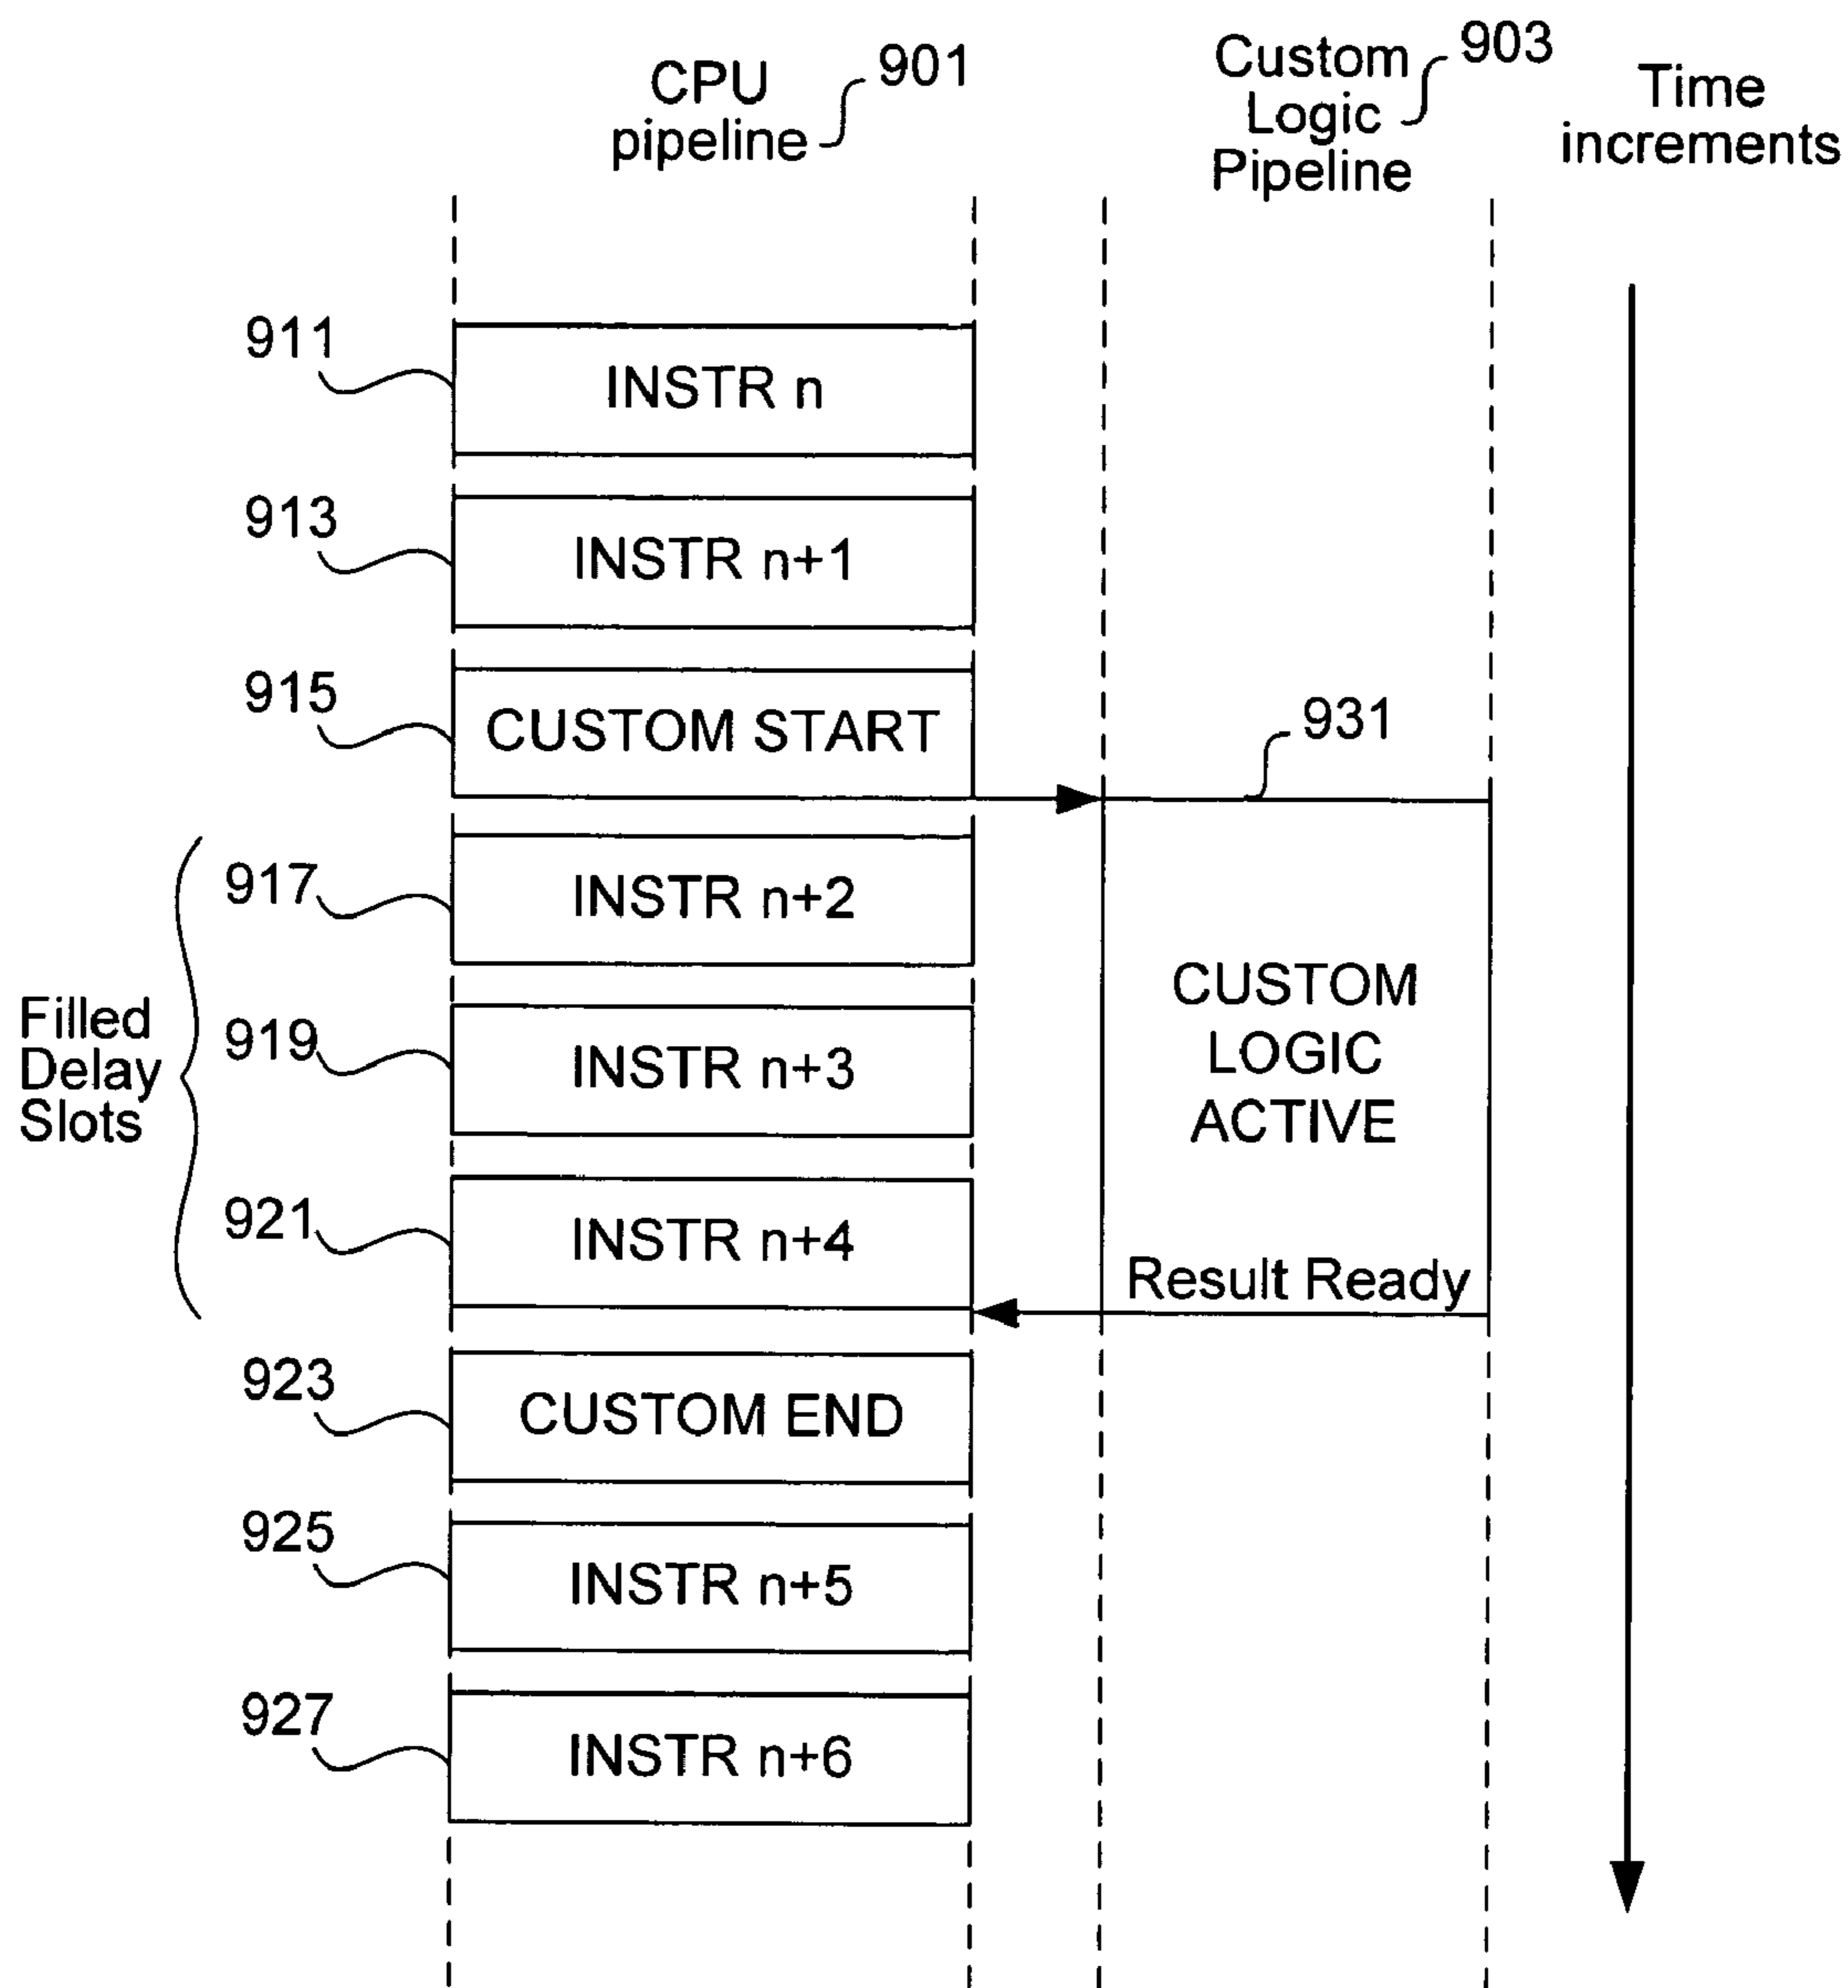 CPU
pipeline
901
Custom
Logic
Pipeline
903
Time
increments
911
INSTR n
913
INSTR n+1
915
CUSTOM START
931
917
INSTR n+2
919
INSTR n+3
921
INSTR n+4
Filled
Delay
Slots
CUSTOM
LOGIC
ACTIVE
Result Ready
923
CUSTOM END
925
INSTR n+5
927
INSTR n+6